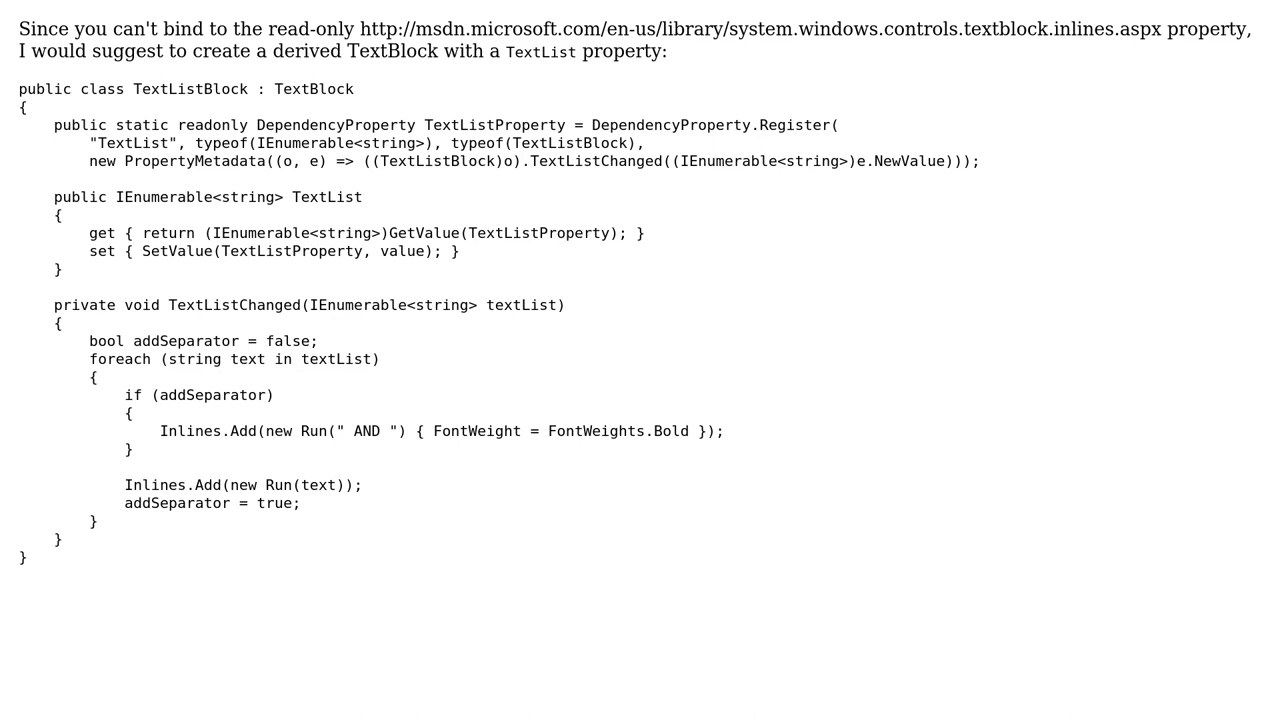 Since you can't bind to the read-only http://msdn.microsoft.com/en-us/library/system.windows.controls.textblock.inlines.aspx property,
I would suggest to create a derived TextBlock with a TextList property:
public class TextListBlock : TextBlock
{
    public static readonly DependencyProperty TextListProperty = DependencyProperty.Register(
        "TextList", typeof(IEnumerable<string>), typeof(TextListBlock),
        new PropertyMetadata((o, e) => ((TextListBlock)o).TextListChanged((IEnumerable<string>)e.NewValue)));

    public IEnumerable<string> TextList
    {
        get { return (IEnumerable<string>)GetValue(TextListProperty); }
        set { SetValue(TextListProperty, value); }
    }

    private void TextListChanged(IEnumerable<string> textList)
    {
        bool addSeparator = false;
        foreach (string text in textList)
        {
            if (addSeparator)
            {
                Inlines.Add(new Run(" AND ") { FontWeight = FontWeights.Bold });
            }

            Inlines.Add(new Run(text));
            addSeparator = true;
        }
    }
}